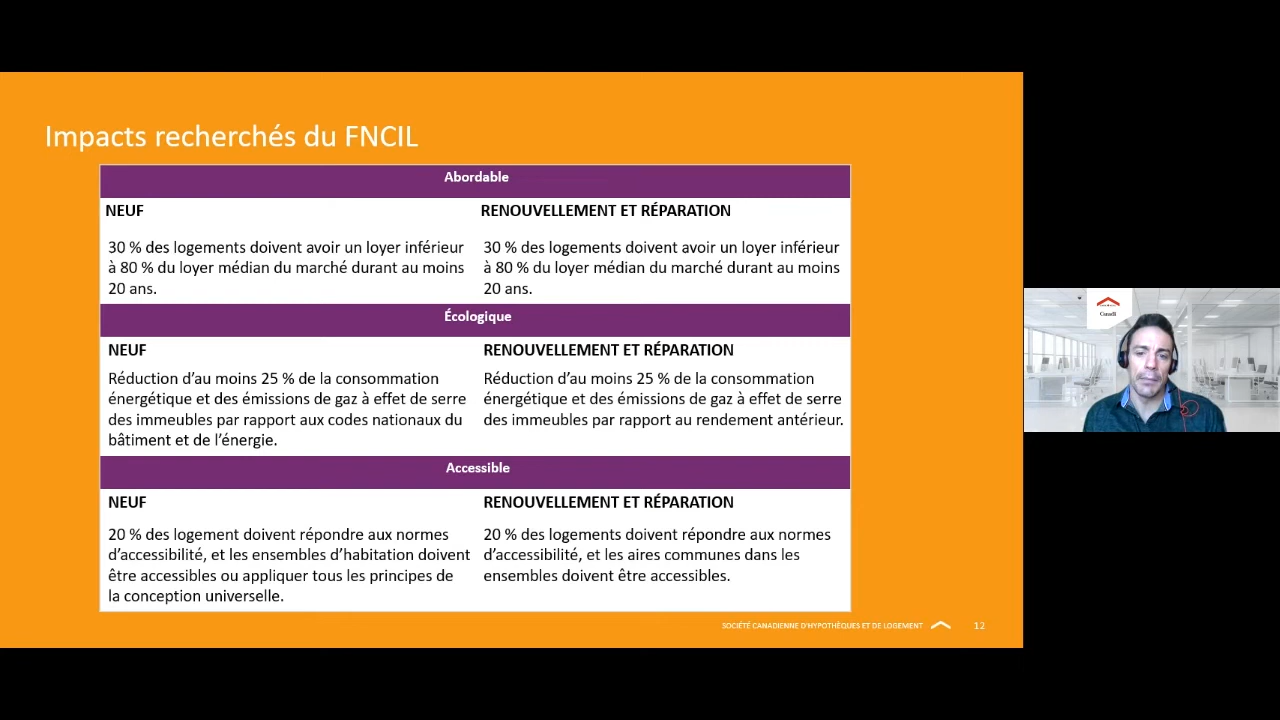 Impacts recherchés du FNCIL
Abordable
NEUF
30 % des logements doivent avoir un loyer inférieur
à 80 % du loyer médian du marché durant au moins
20 ans.
RENOUVELLEMENT ET RÉPARATION
30 % des logements doivent avoir un loyer inférieur
à 80 % du loyer médian du marché durant au moins
20 ans.
Écologique
NEUF
Réduction d'au moins 25 % de la consommation
énergétique et des émissions de gaz à effet de serre
des immeubles par rapport aux codes nationaux du
bâtiment et de l'énergie.
RENOUVELLEMENT ET RÉPARATION
Réduction d'au moins 25 % de la consommation
énergétique et des émissions de gaz à effet de serre
des immeubles par rapport au rendement antérieur.
Accessible
NEUF
20 % des logement doivent répondre aux normes
d'accessibilité, et les ensembles d'habitation doivent
être accessibles ou appliquer tous les principes de
la conception universelle.
RENOUVELLEMENT ET RÉPARATION
20 % des logements doivent répondre aux normes
d'accessibilité, et les aires communes dans les
ensembles doivent être accessibles.
SOCIÉTÉ CANADIENNE D'HYPOTHÈQUES ET DE LOGEMENT
12